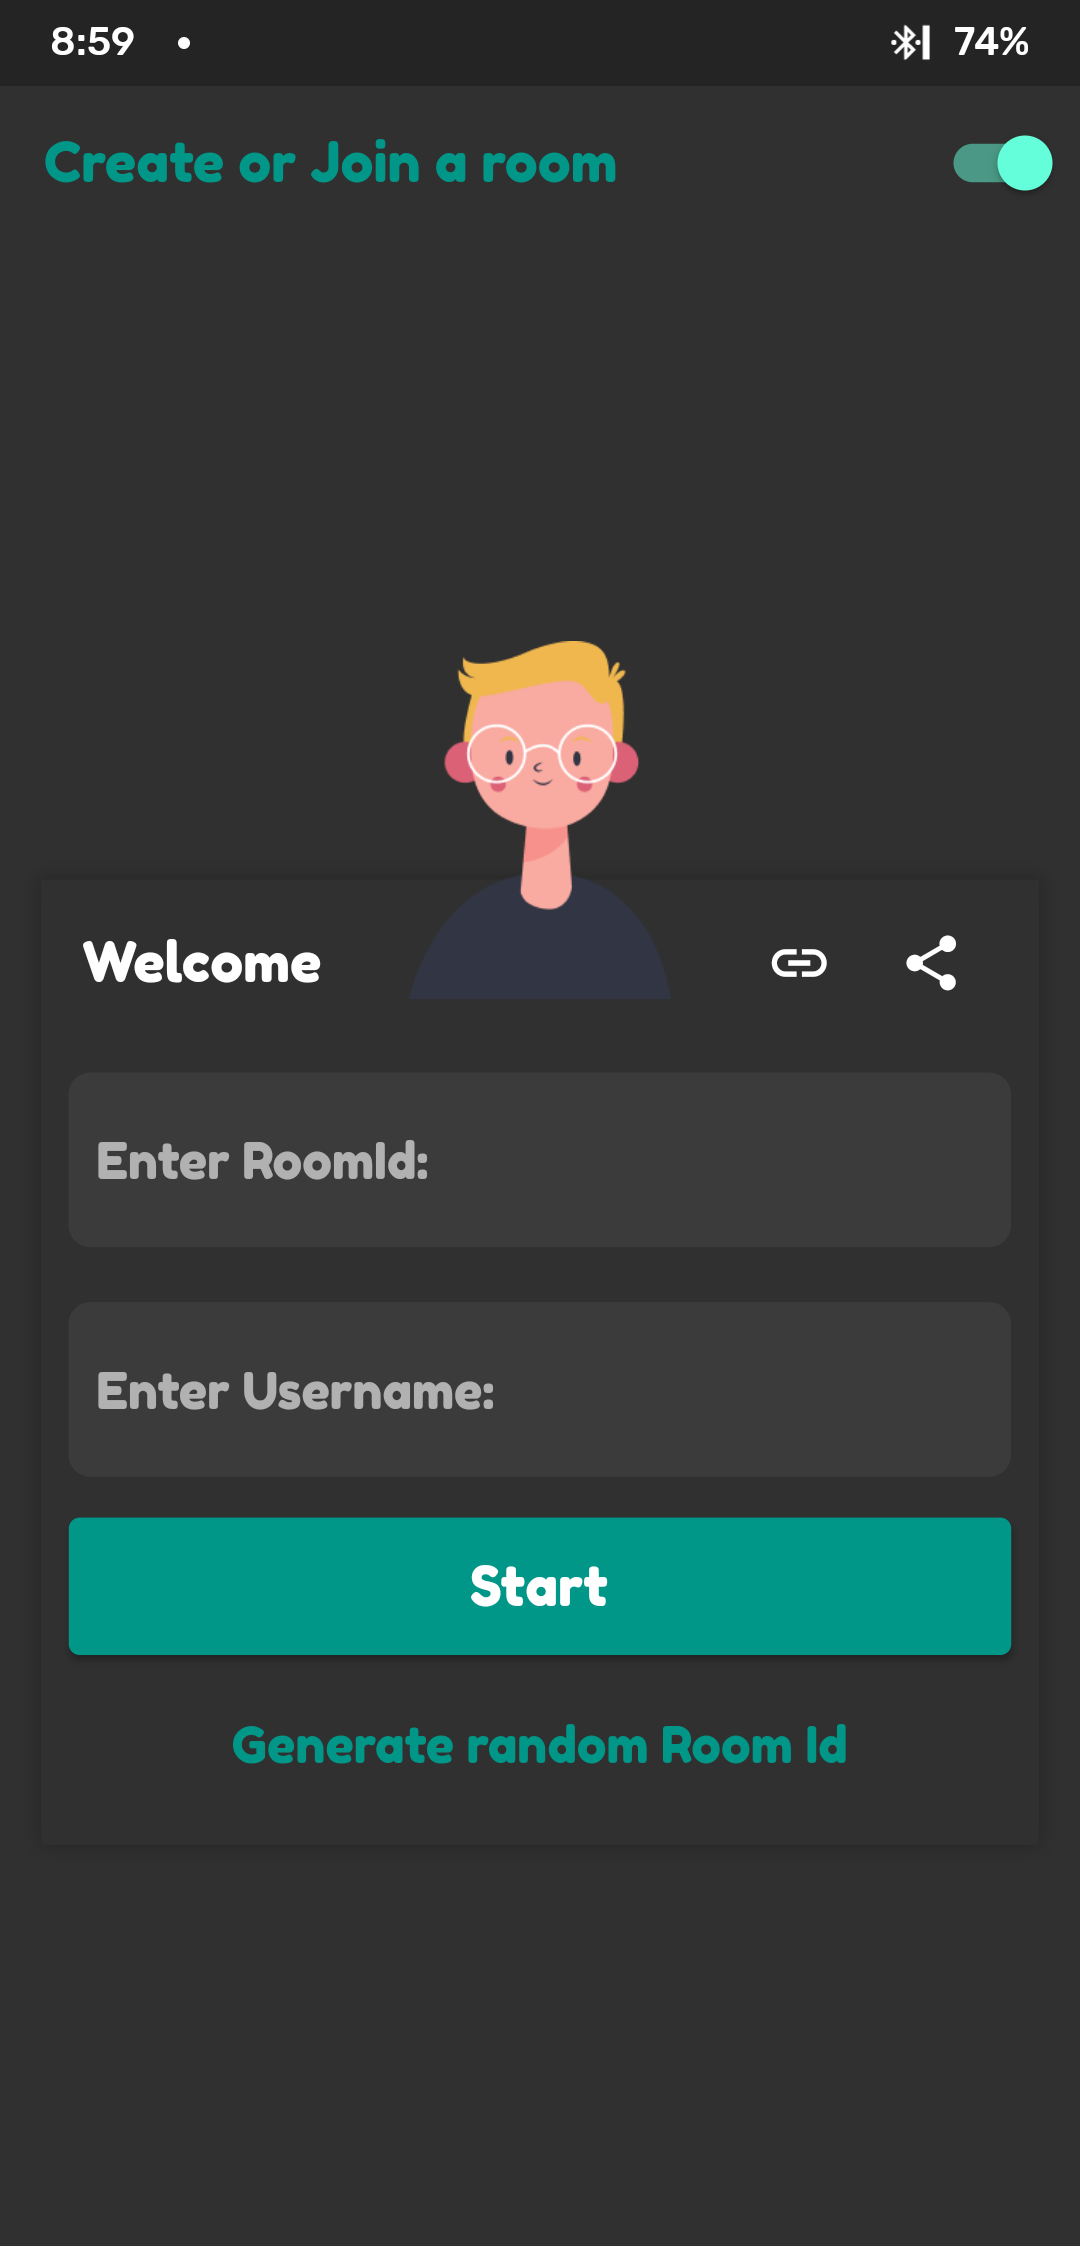 8:59 74%
Create or Join a room
Welcome
Enter RoomId:
Enter Username:
Start
Generate random Room Id